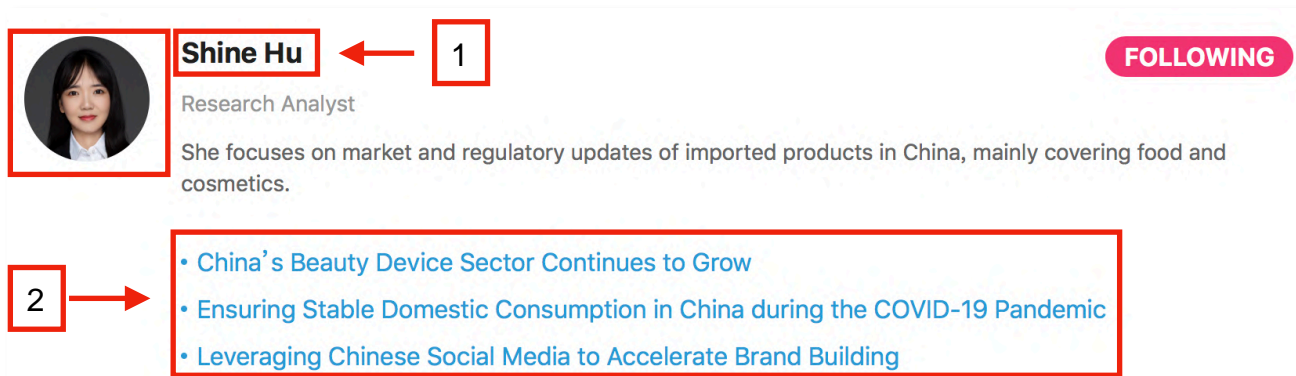 Shine Hu
1
FOLLOWING
Research Analyst
She focuses on market and regulatory updates of imported products in China, mainly covering food and
cosmetics.
2
• China’s Beauty Device Sector Continues to Grow
• Ensuring Stable Domestic Consumption in China during the COVID-19 Pandemic
• Leveraging Chinese Social Media to Accelerate Brand Building